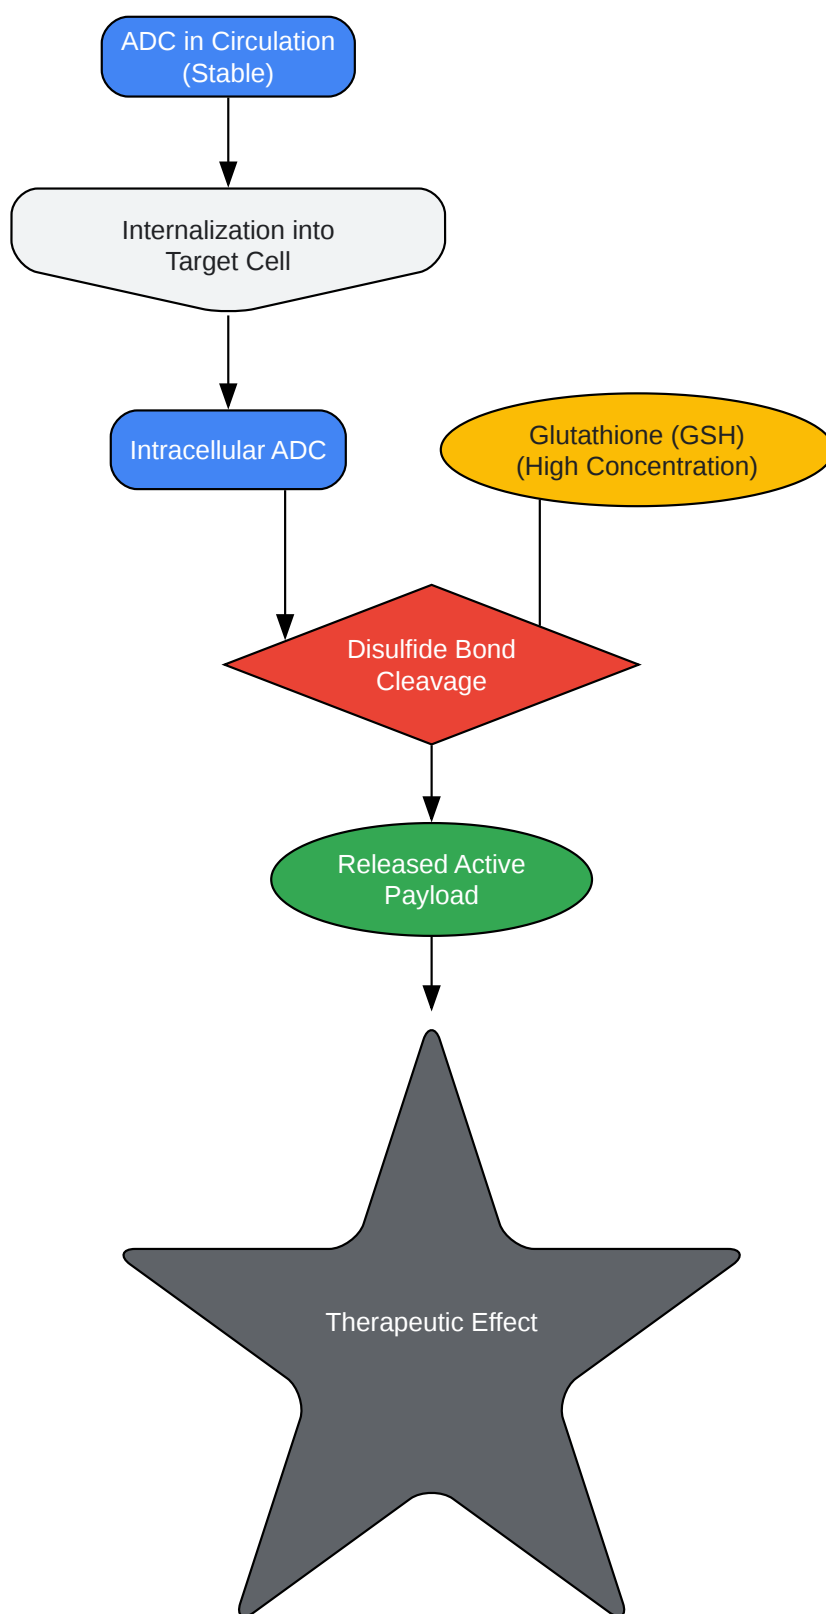 ADC in Circulation
(Stable)
Internalization into
Target Cell
Intracellular ADC
Glutathione (GSH)
(High Concentration)
Disulfide Bond
Cleavage
Released Active
Payload
Therapeutic Effect